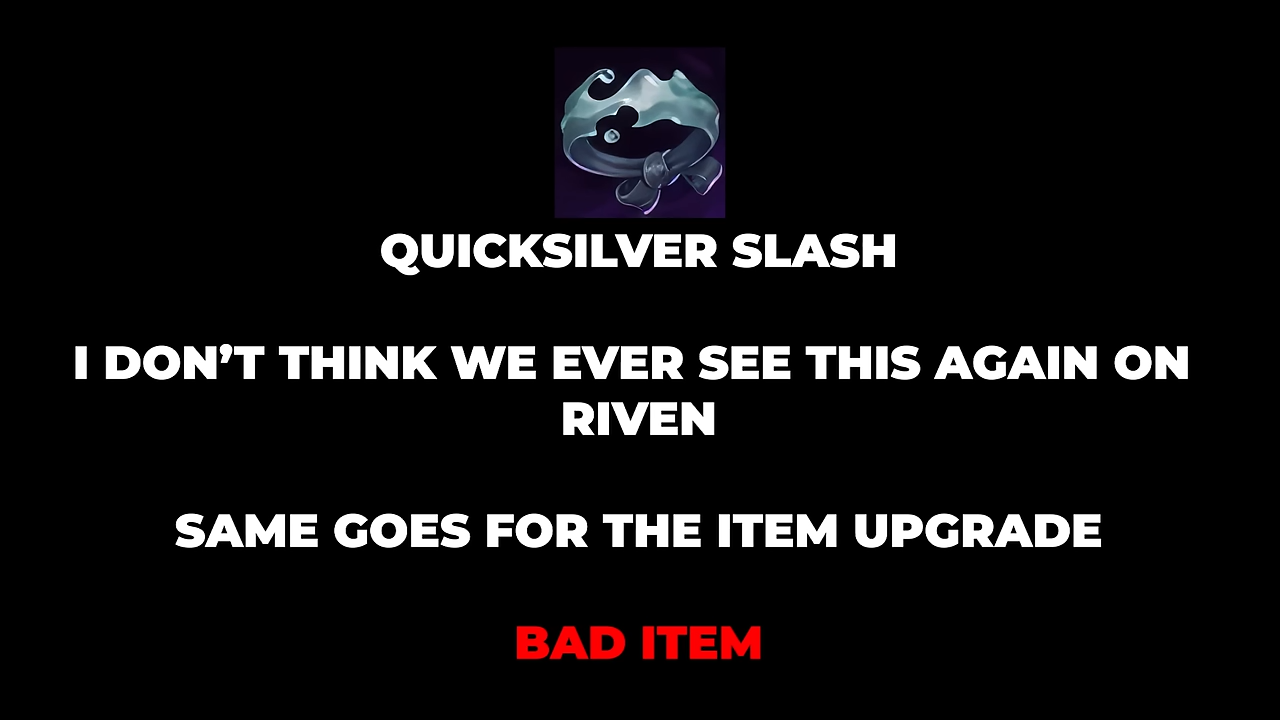 QUICKSILVER SLASH
I DON’T THINK WE EVER SEE THIS AGAIN ON
RIVEN
SAME GOES FOR THE ITEM UPGRADE
BAD ITEM